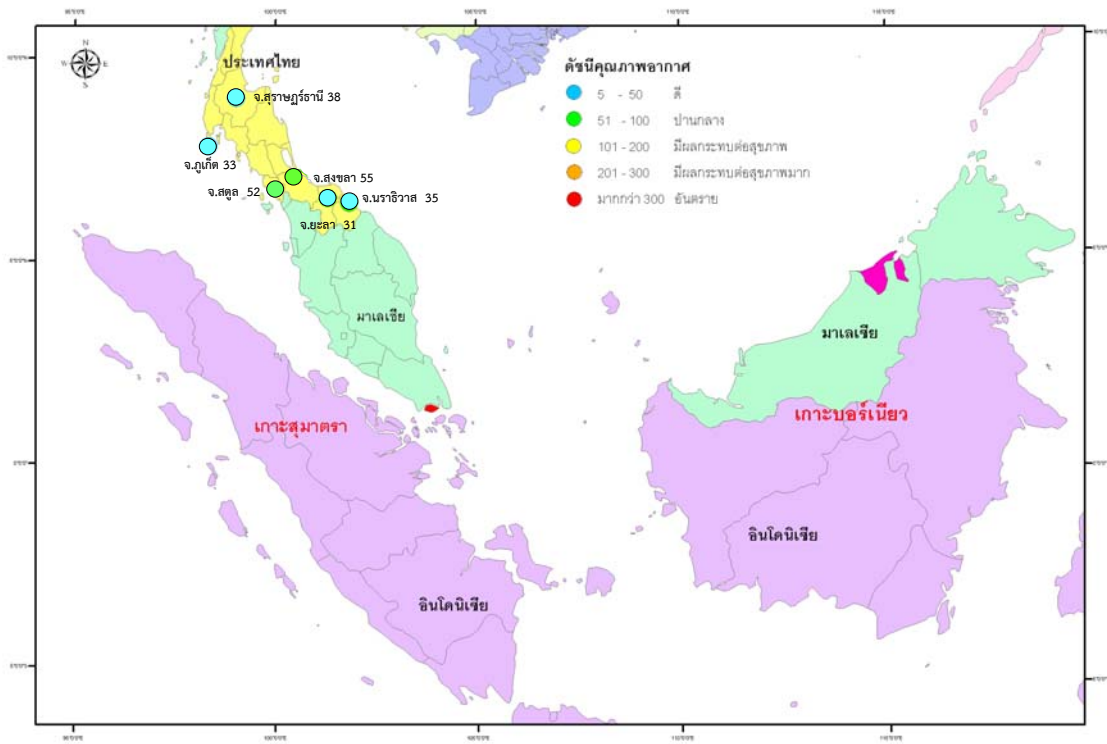 N
W
E
S
ประเทศไทย
จ.สุราษฎร์ธานี 38
จ.ภูเก็ต 33
จ.สงขลา 55
จ.สตูล 52
จ.นราธิวาส 35
จ.ยะลา 31
ดัชนีคุณภาพอากาศ
5 - 50 ดี
51 - 100 ปานกลาง
101 - 200 มีผลกระทบต่อสุขภาพ
201 - 300 มีผลกระทบต่อสุขภาพมาก
มากกว่า 300 อันตราย
มาเลเซีย
มาเลเซีย
เกาะสุมาตรา
เกาะบอร์เนียว
อินโดนิเซีย
อินโดนิเซีย